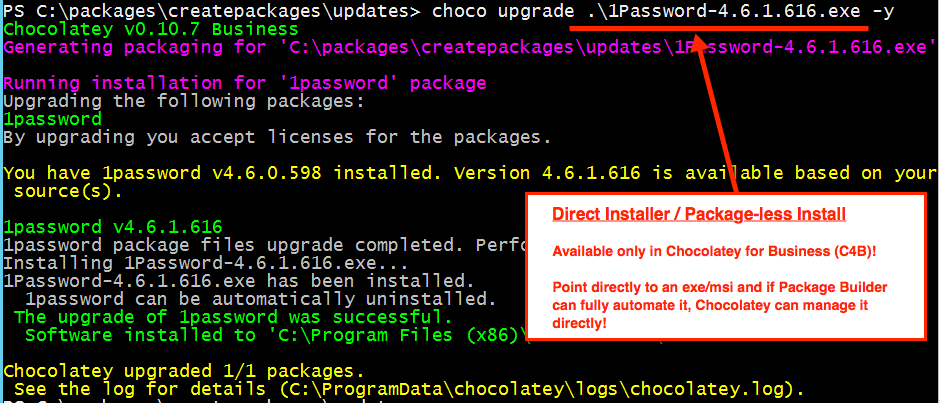 PS C:\packages\createpackages\updates> choco upgrade .\1Password-4.6.1.616.exe -y
Chocolatey v0.10.7 Business
Generating packaging for 'C:\packages\createpackages\updates\1Password-4.6.1.616.exe'
Running installation for '1password' package
Upgrading the following packages:
1password
By upgrading you accept licenses for the packages.
You have 1password v4.6.0.598 installed. Version 4.6.1.616 is available based on your
source(s).
1password v4.6.1.616
1password package files upgrade completed. Perfo
Installing 1Password-4.6.1.616.exe...
1Password-4.6.1.616.exe has been installed.
1password can be automatically uninstalled.
The upgrade of 1password was successful.
Software installed to 'C:\Program Files (x86)\
Chocolatey upgraded 1/1 packages.
See the log for details (C:\ProgramData\chocolatey\logs\chocolatey.log).
Direct Installer / Package-less Install
Available only in Chocolatey for Business (C4B)!
Point directly to an exe/msi and if Package Builder
can fully automate it, Chocolatey can manage it
directly!